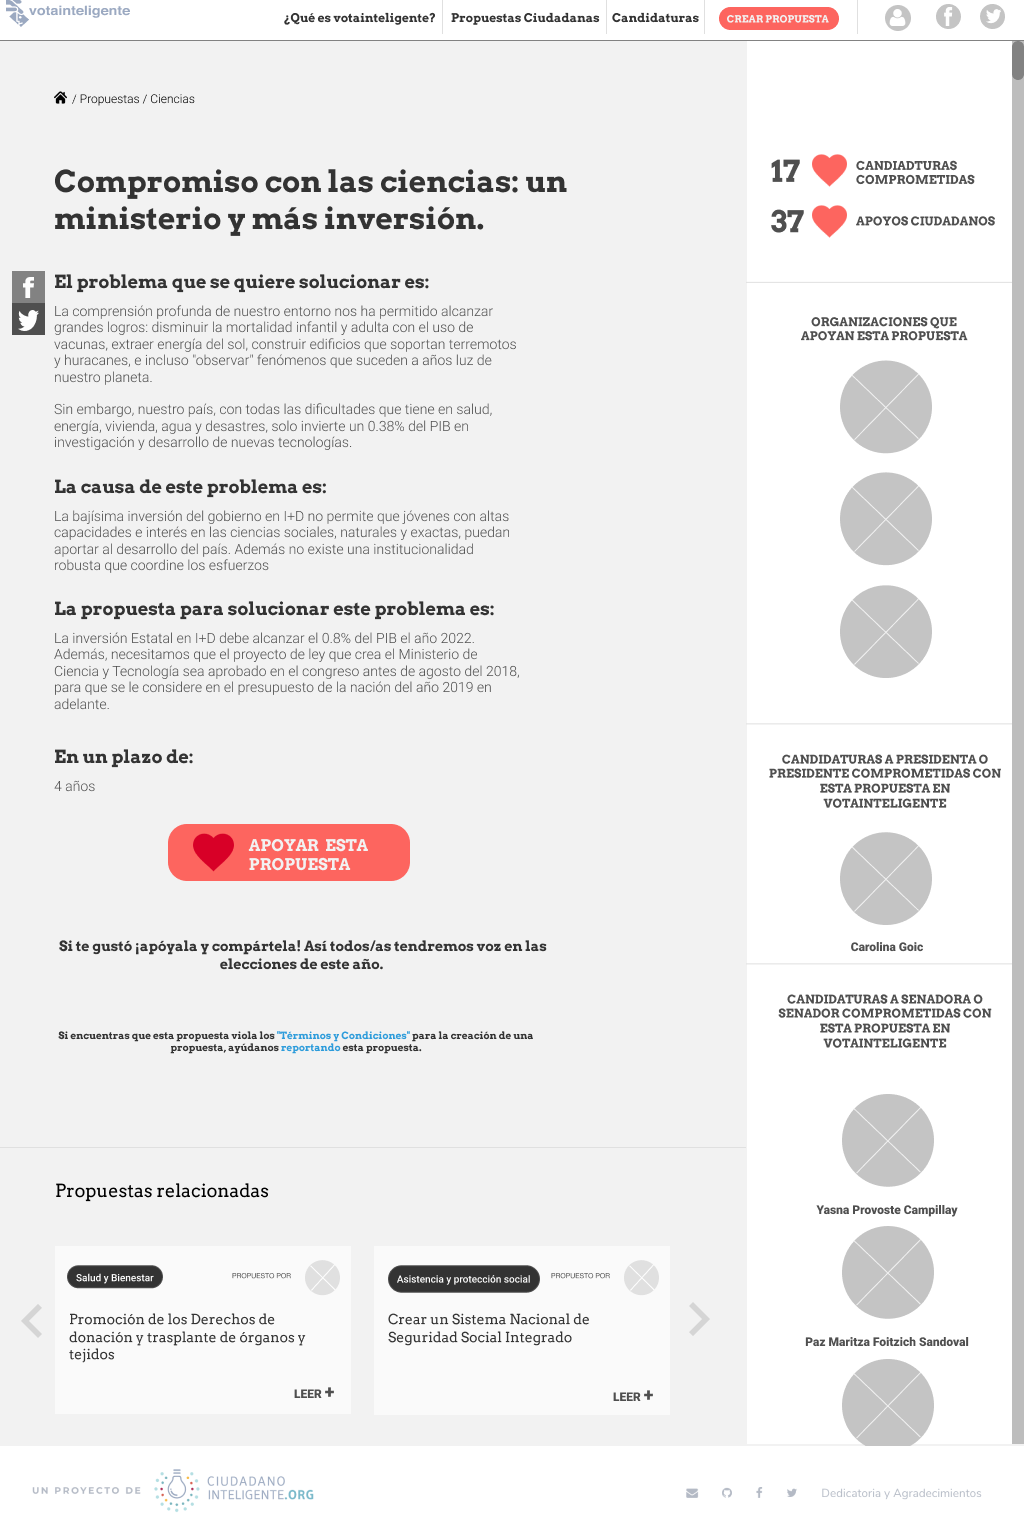 votainteligente
¿Qué es votainteligente?
Propuestas Ciudadanas
Candidaturas
CREAR PROPUESTA
/ Propuestas / Ciencias
Compromiso con las ciencias: un
ministerio y más inversión.
El problema que se quiere solucionar es:
La comprensión profunda de nuestro entorno nos ha permitido alcanzar
grandes logros: disminuir la mortalidad infantil y adulta con el uso de
vacunas, extraer energía del sol, construir edificios que soportan terremotos
y huracanes, e incluso "observar" fenómenos que suceden a años luz de
nuestro planeta.
Sin embargo, nuestro país, con todas las dificultades que tiene en salud,
energía, vivienda, agua y desastres, solo invierte un 0.38% del PIB en
investigación y desarrollo de nuevas tecnologías.
La causa de este problema es:
La bajísima inversión del gobierno en I+D no permite que jóvenes con altas
capacidades e interés en las ciencias sociales, naturales y exactas, puedan
aportar al desarrollo del país. Además no existe una institucionalidad
robusta que coordine los esfuerzos
La propuesta para solucionar este problema es:
La inversión Estatal en I+D debe alcanzar el 0.8% del PIB el año 2022.
Además, necesitamos que el proyecto de ley que crea el Ministerio de
Ciencia y Tecnología sea aprobado en el congreso antes de agosto del 2018,
para que se le considere en el presupuesto de la nación del año 2019 en
adelante.
En un plazo de:
4 años
APOYAR ESTA
PROPUESTA
Si te gustó ¡apóyala y compártela! Así todos/as tendremos voz en las
elecciones de este año.
Si encuentras que esta propuesta viola los "Términos y Condiciones" para la creación de una
propuesta, ayúdanos reportando esta propuesta.
17 CANDIADTURAS
COMPROMETIDAS
37 APOYOS CIUDADANOS
ORGANIZACIONES QUE
APOYAN ESTA PROPUESTA
CANDIDATURAS A PRESIDENTA O
PRESIDENTE COMPROMETIDAS CON
ESTA PROPUESTA EN
VOTAINTELIGENTE
Carolina Goic
CANDIDATURAS A SENADORA O
SENADOR COMPROMETIDAS CON
ESTA PROPUESTA EN
VOTAINTELIGENTE
Yasna Provoste Campillay
Paz Maritza Foitzich Sandoval
Propuestas relacionadas
Salud y Bienestar
PROPUESTO POR
Promoción de los Derechos de
donación y trasplante de órganos y
tejidos
LEER +
Asistencia y protección social
PROPUESTO POR
Crear un Sistema Nacional de
Seguridad Social Integrado
LEER +
UN PROYECTO DE
CIUDADANO
INTELIGENTE.ORG
Dedicatoria y Agradecimientos